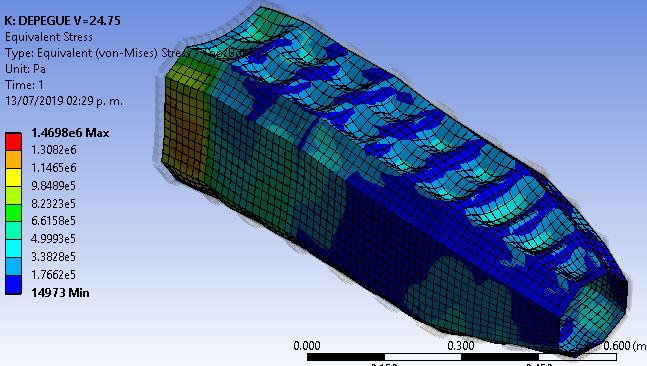 K: DEPEGUE V=24.75
Equivalent Stress
Type: Equivalent (von-Mises) Stress
Unit: Pa
Time: 1
13/07/2019 02:29 p. m.
1.4698e6 Max
1.3082e6
1.1465e6
9.8489e5
8.2323e5
6.6158e5
4.9993e5
3.3828e5
1.7662e5
14973 Min
0.000 0.300 0.600 (m